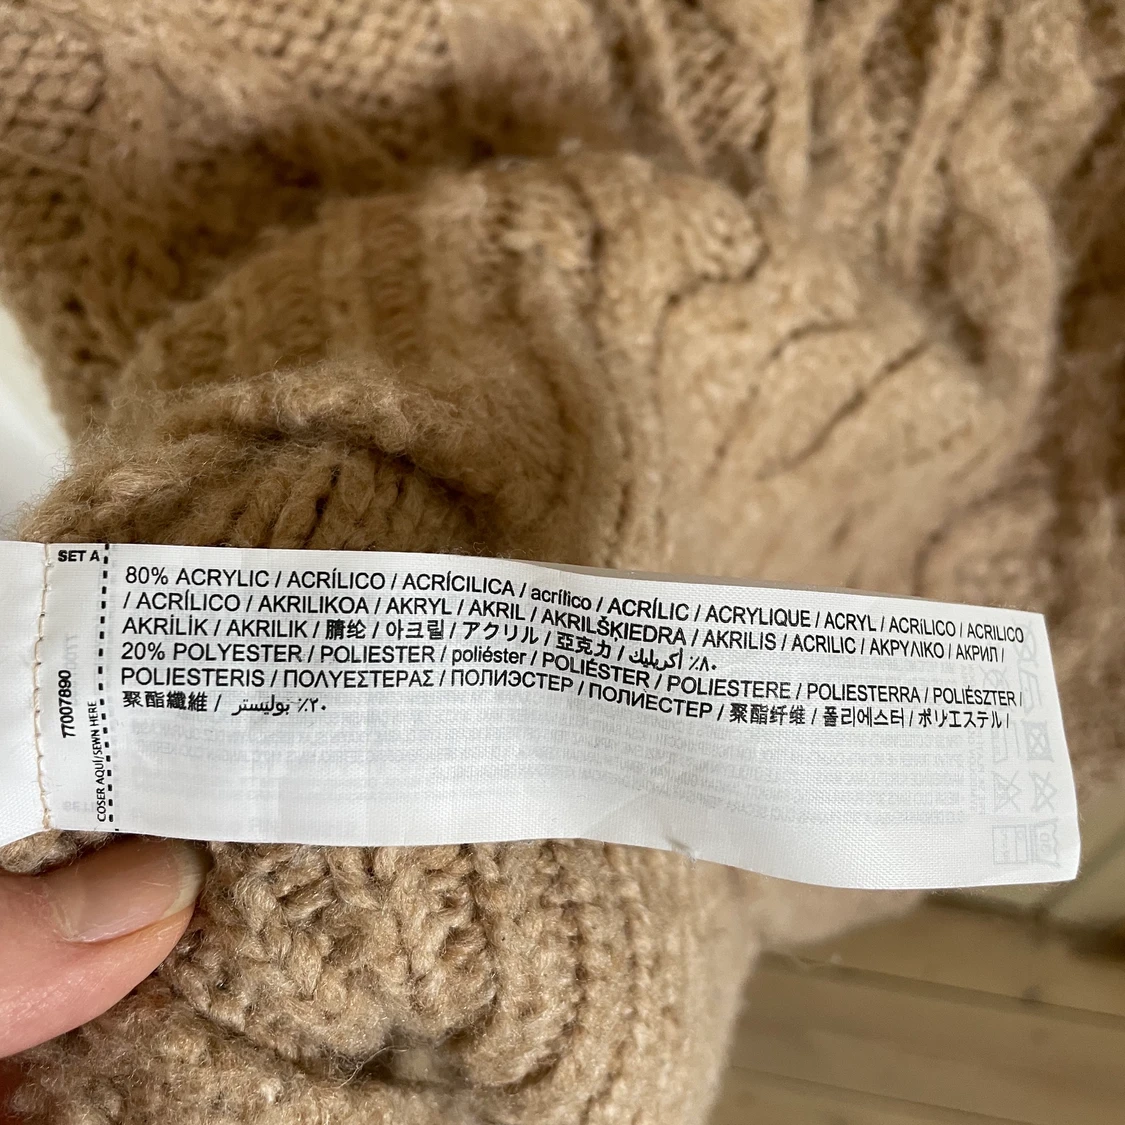 SET A
77007890
COSER AQUÍ/SEWN HERE
80% ACRYLIC / ACRÍLICO / ACRÍCILICA / acrílico / ACRÍLIC / ACRYLIQUE / ACRYL / ACRILICO / ACRILICO
/ ACRÍLICO / AKRILIKOA / AKRYL / AKRIL / AKRILŠKIEDRA / AKRILIS / ACRILIC / ΑΚΡΥΛΙΚΟ / АКРИЛ /
AKRİLİK / AKRILIK / 腈纶 / 아크릴 / アクリル / 亞克力 / أكريليك ٪٨٠
20% POLYESTER / POLIESTER / poliéster / POLIÉSTER / POLIESTERE / POLIESTERRA / POLIÉSZTER /
POLIESTERIS / ΠΟΛΥΕΣΤΕΡΑΣ / ПОЛИЭСТЕР / ПОЛИЕСТЕР / 聚酯纤维 / 폴리에스터 / ポリエステル /
聚酯纖維 / بوليستر ٪٢٠